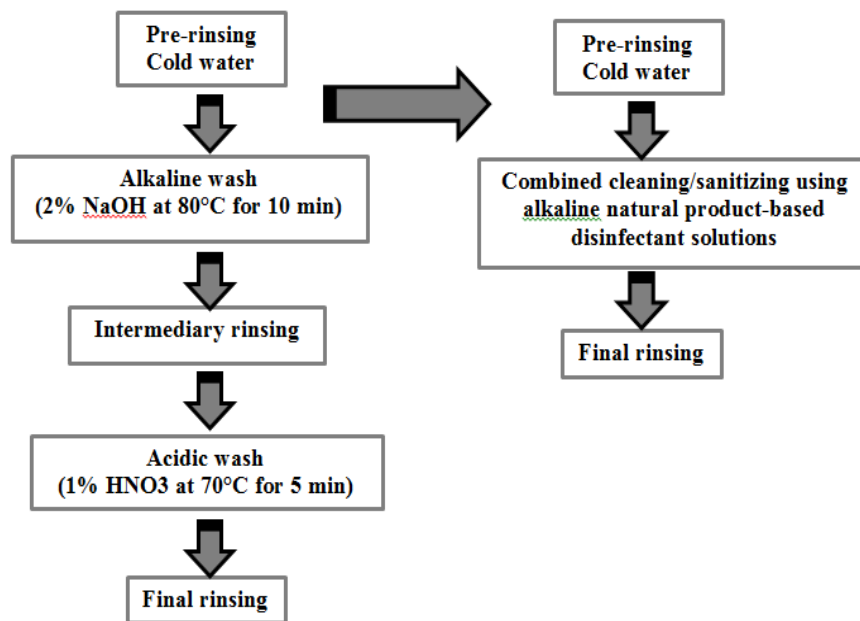 Pre-rinsing
Cold water
Alkaline wash
(2% NaOH at 80°C for 10 min)
Intermediary rinsing
Acidic wash
(1% HNO3 at 70°C for 5 min)
Final rinsing
Pre-rinsing
Cold water
Combined cleaning/sanitizing using
alkaline natural product-based
disinfectant solutions
Final rinsing